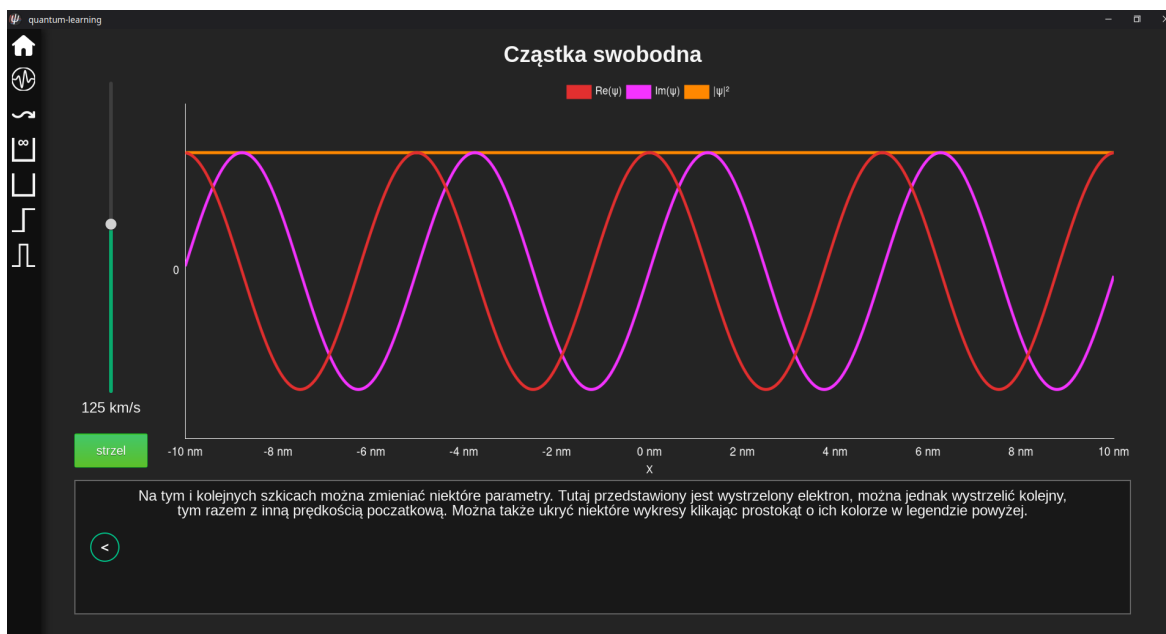 quantum-learning
Cząstka swobodna
Re(ψ) Im(ψ) |ψ|²
∞
0
125 km/s
strzel
-10 nm -8 nm -6 nm -4 nm -2 nm 0 nm 2 nm 4 nm 6 nm 8 nm 10 nm
X
Na tym i kolejnych szkicach można zmieniać niektóre parametry. Tutaj przedstawiony jest wystrzelony elektron, można jednak wystrzelić kolejny,
tym razem z inną prędkością początkową. Można także ukryć niektóre wykresy klikając prostokąt o ich kolorze w legendzie powyżej.
<